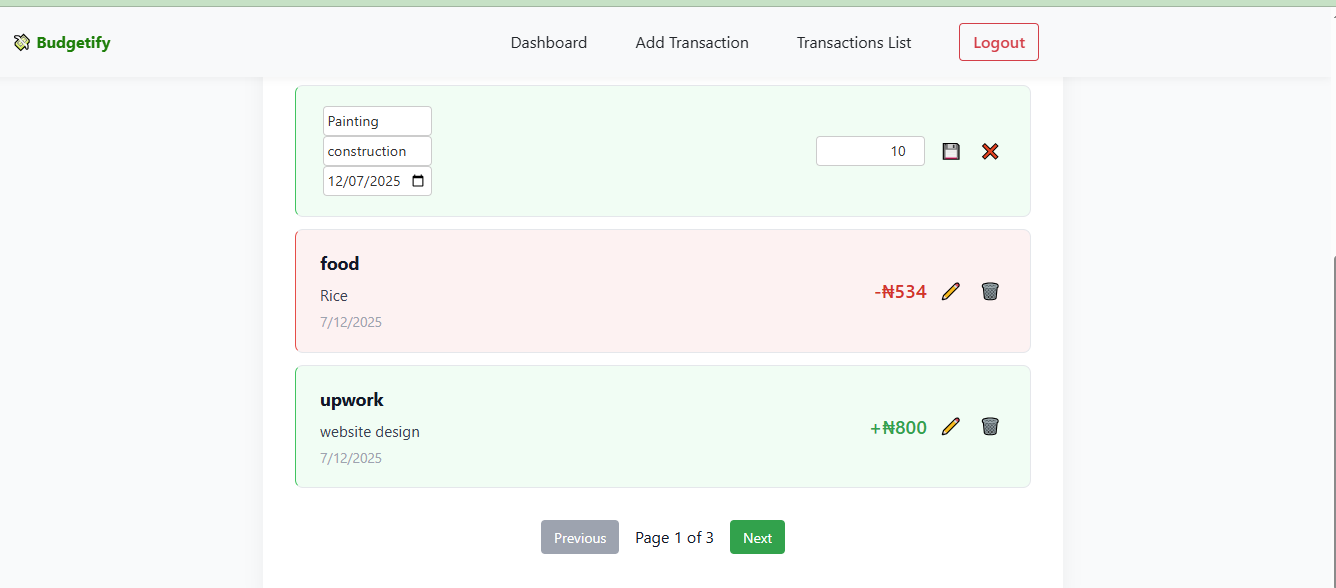 Budgetify Dashboard Add Transaction Transactions List Logout
Painting
construction 10
12/07/2025
food
Rice -₦534
7/12/2025
upwork
website design +₦800
7/12/2025
Previous Page 1 of 3 Next